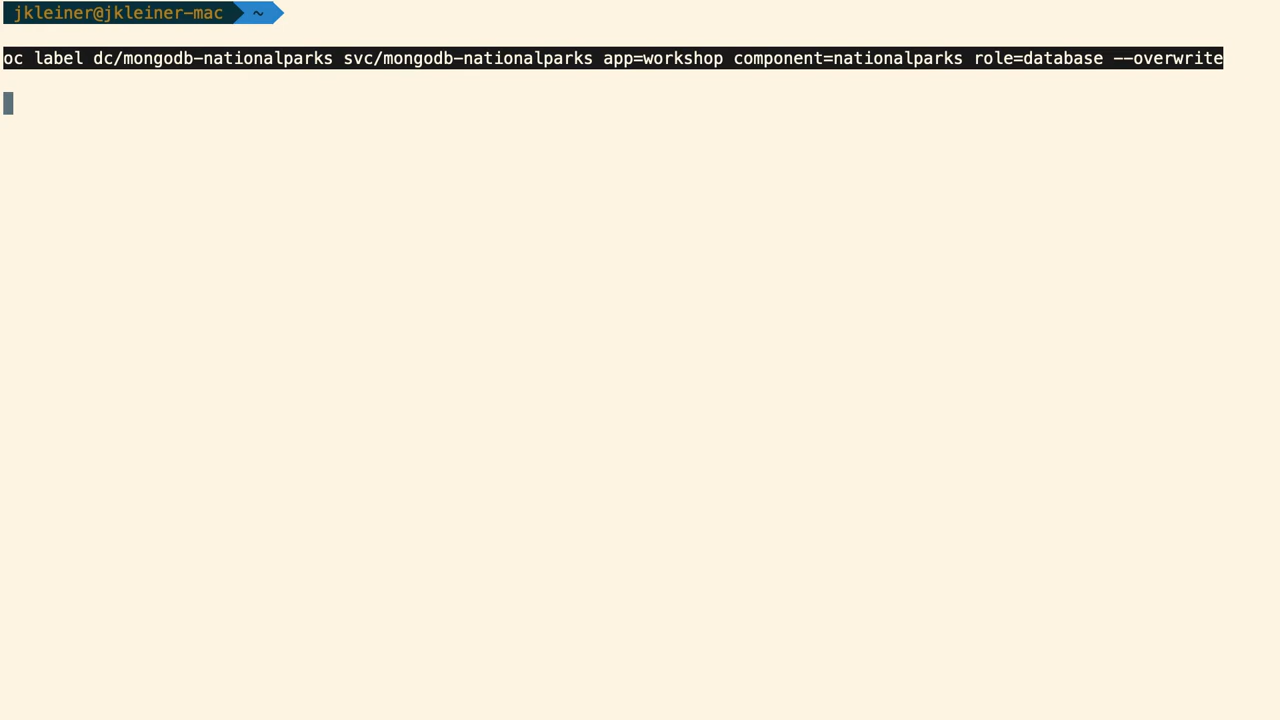 jkleiner@jkleiner-mac ~
oc label dc/mongodb-nationalparks svc/mongodb-nationalparks app=workshop component=nationalparks role=database --overwrite